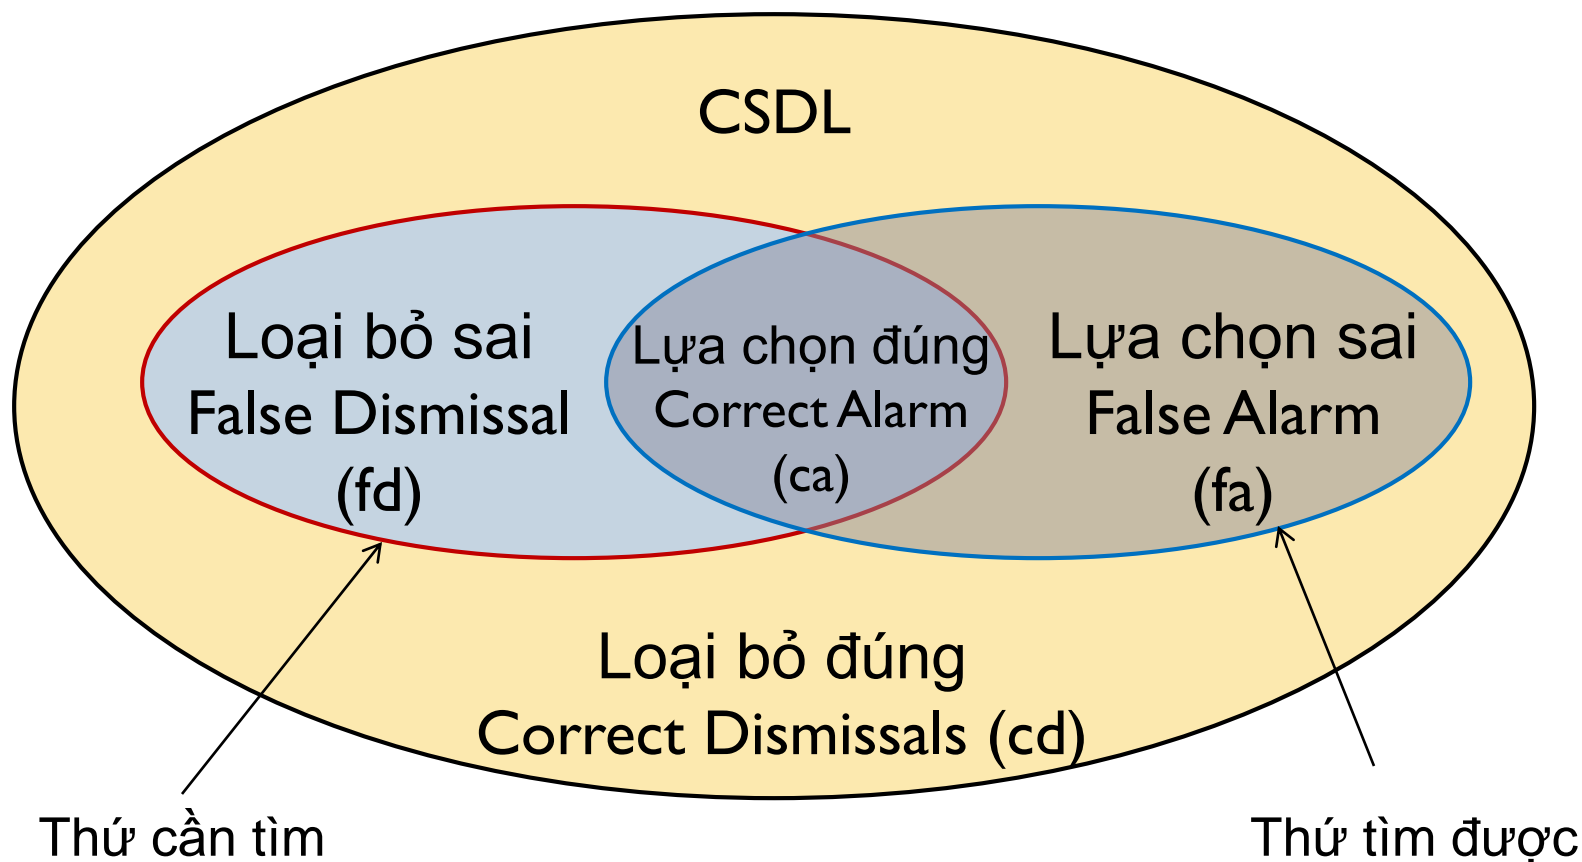 CSDL
Loại bỏ sai
False Dismissal
(fd)
Lựa chọn đúng
Correct Alarm
(ca)
Lựa chọn sai
False Alarm
(fa)
Loại bỏ đúng
Correct Dismissals (cd)
Thứ cần tìm
Thứ tìm được